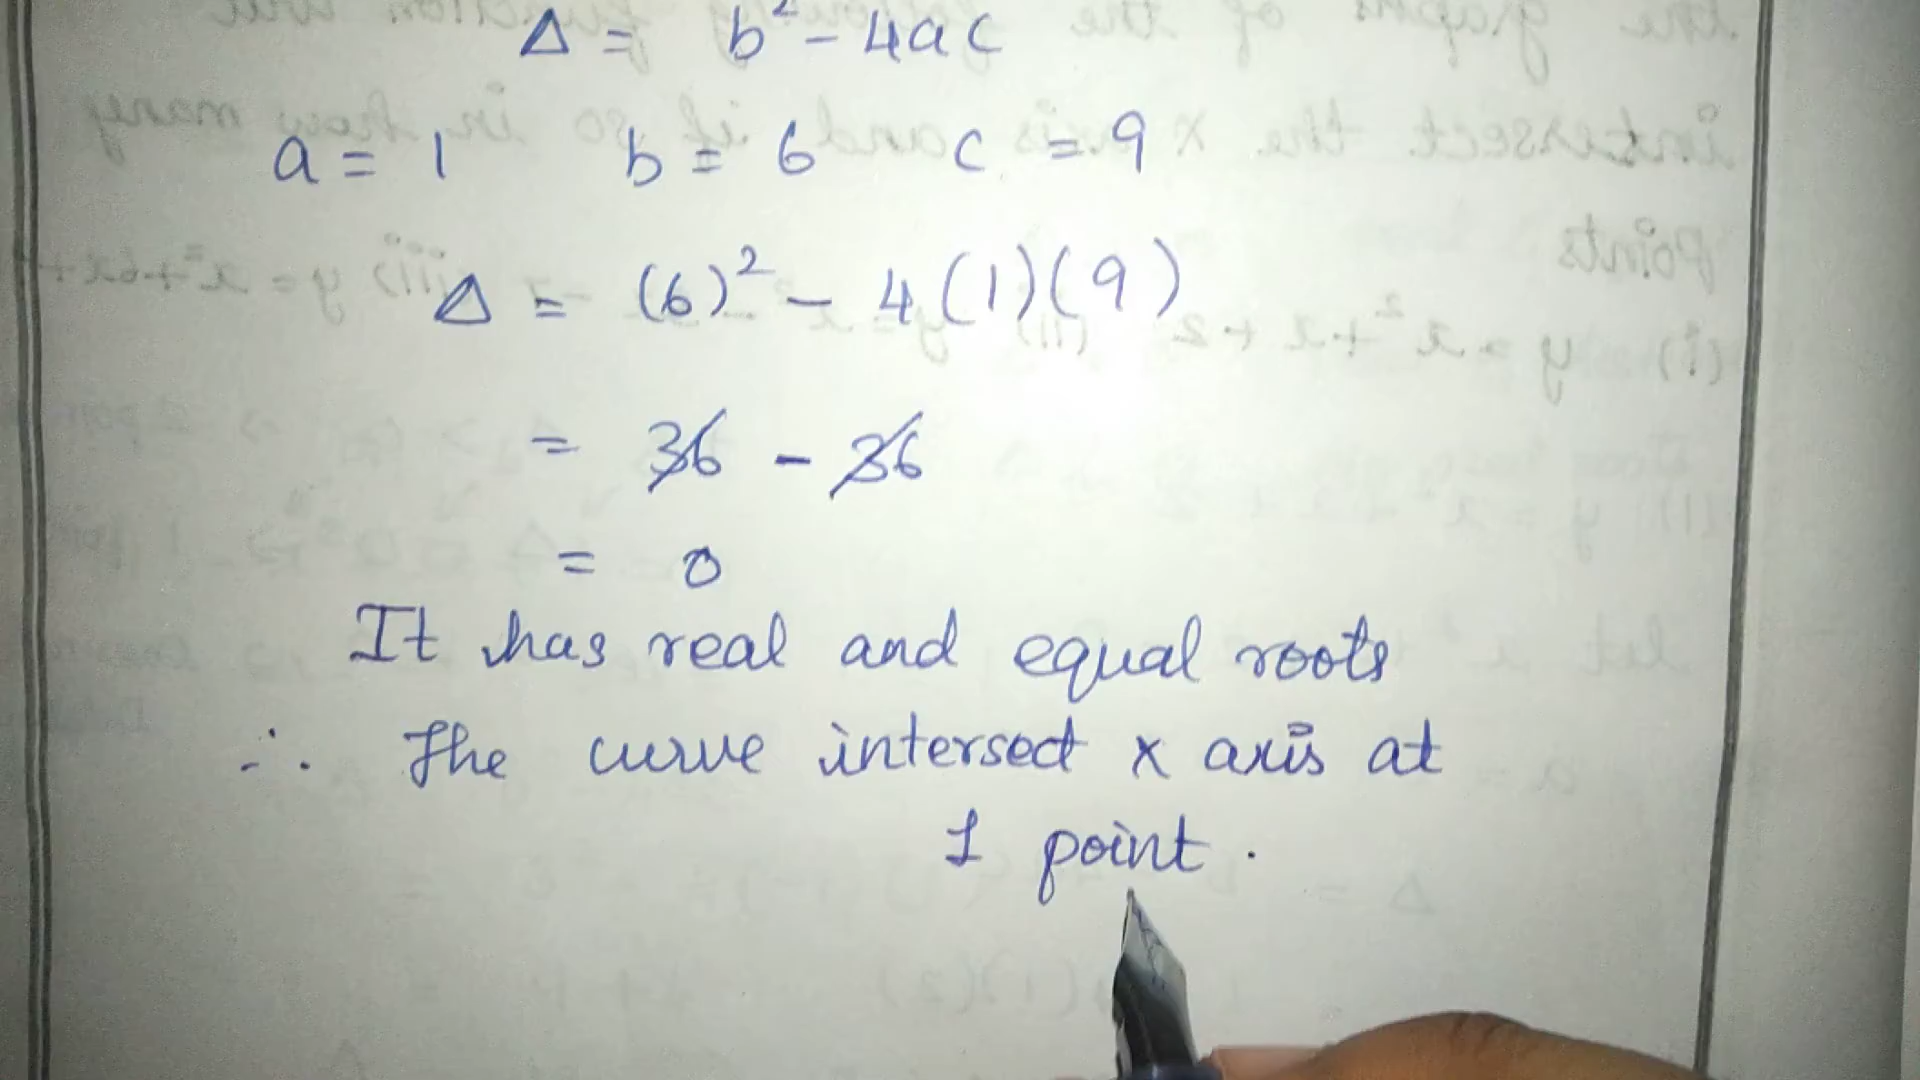 Δ = b² - 4ac
a = 1 b = 6 c = 9
Δ = (6)² - 4(1)(9)
= 36 - 36
= 0
It has real and equal roots
∴ The curve intersect x axis at
1 point.